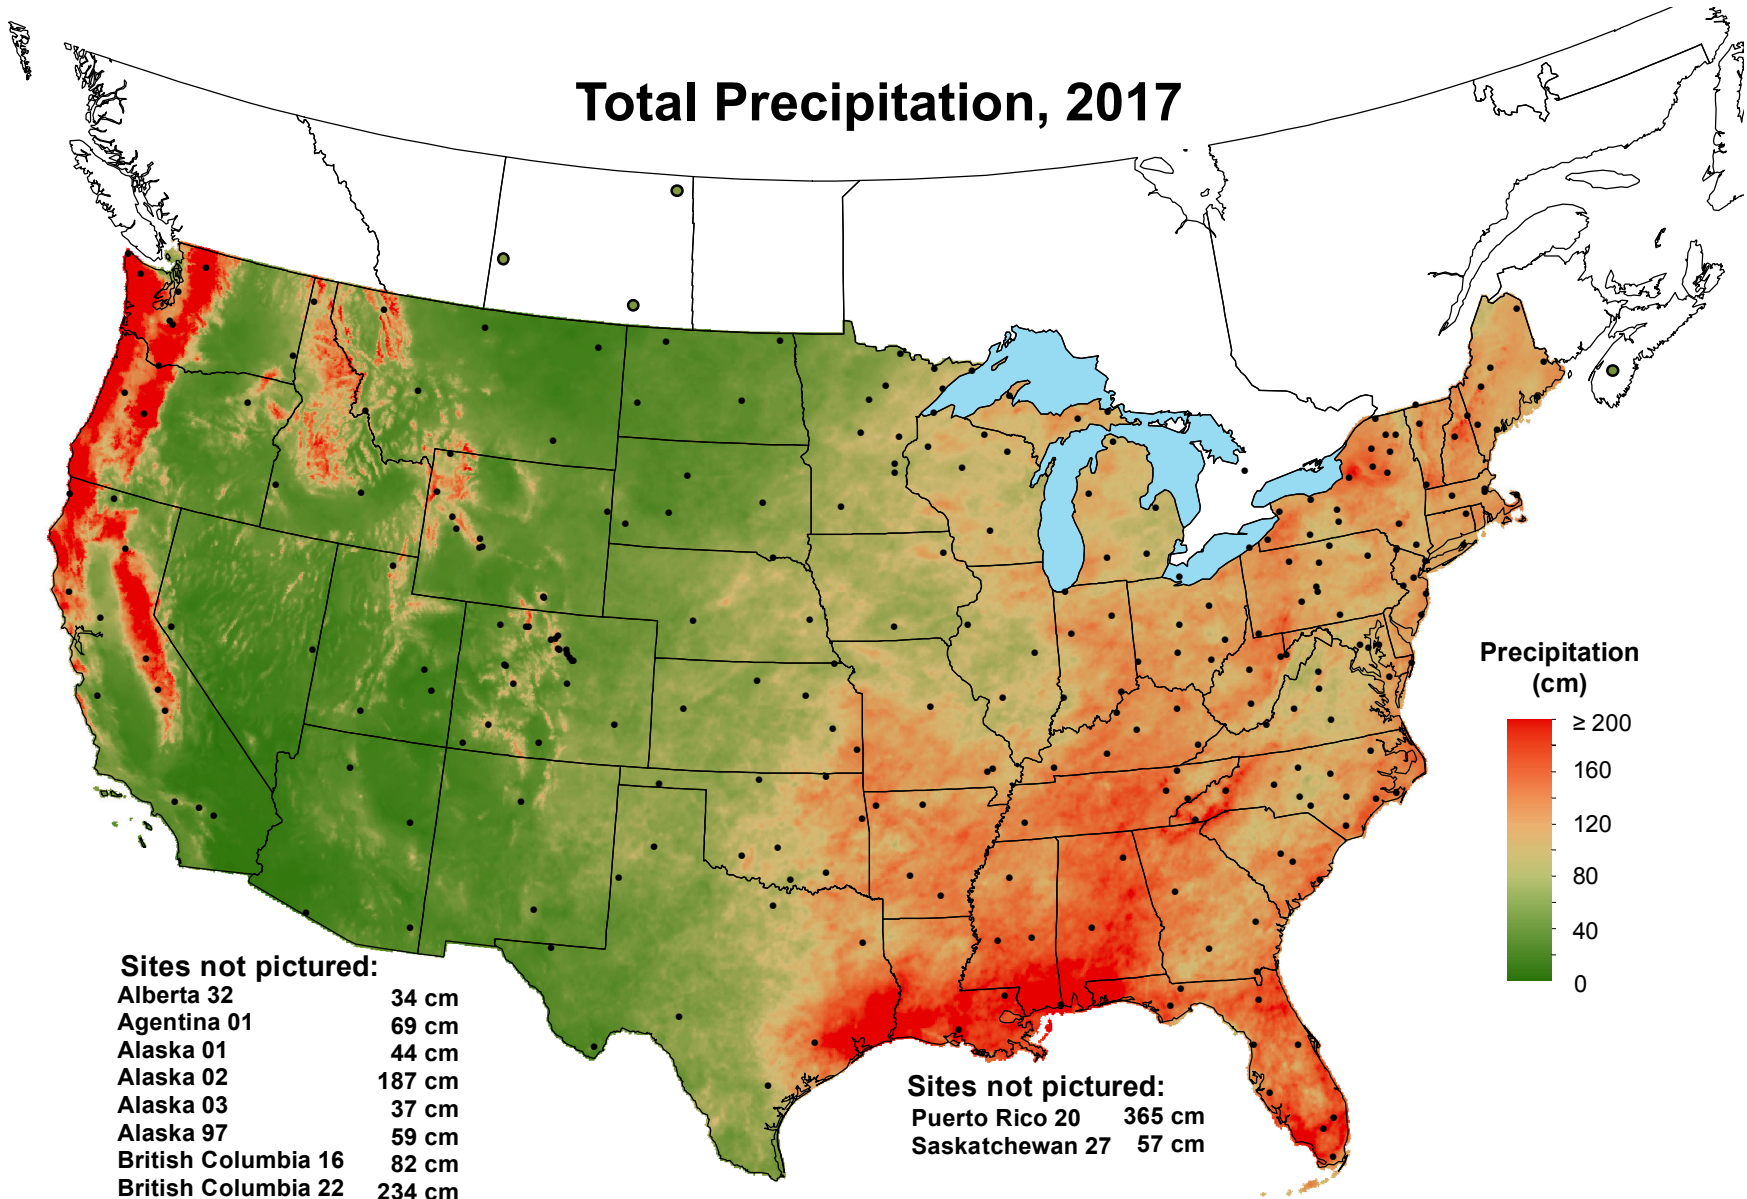 Total Precipitation, 2017
Precipitation
(cm)
≥ 200
160
120
80
40
0
Sites not pictured:
Alberta 32 34 cm
Agentina 01 69 cm
Alaska 01 44 cm
Alaska 02 187 cm
Alaska 03 37 cm
Alaska 97 59 cm
British Columbia 16 82 cm
British Columbia 22 234 cm
Sites not pictured:
Puerto Rico 20 365 cm
Saskatchewan 27 57 cm